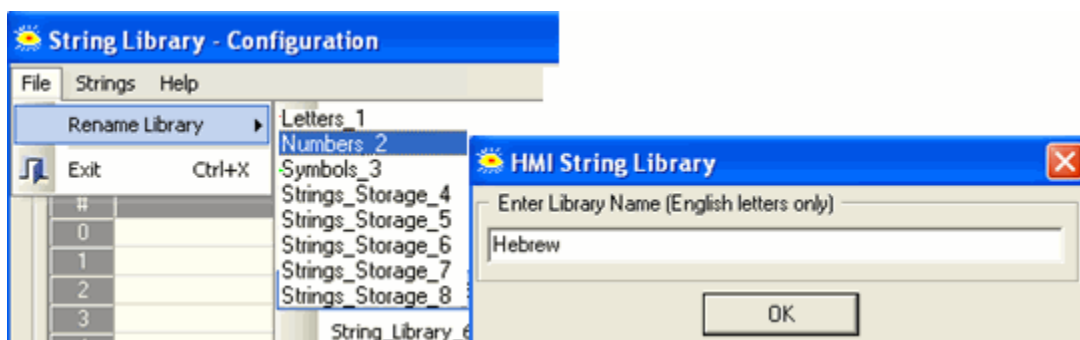 String Library - Configuration
File Strings Help
Rename Library
Exit Ctrl+X
Letters_1
Numbers_2
Symbols_3
Strings_Storage_4
Strings_Storage_5
Strings_Storage_6
Strings_Storage_7
Strings_Storage_8
#
0
1
2
3
String_Library_6
HMI String Library
Enter Library Name (English letters only)
Hebrew
OK